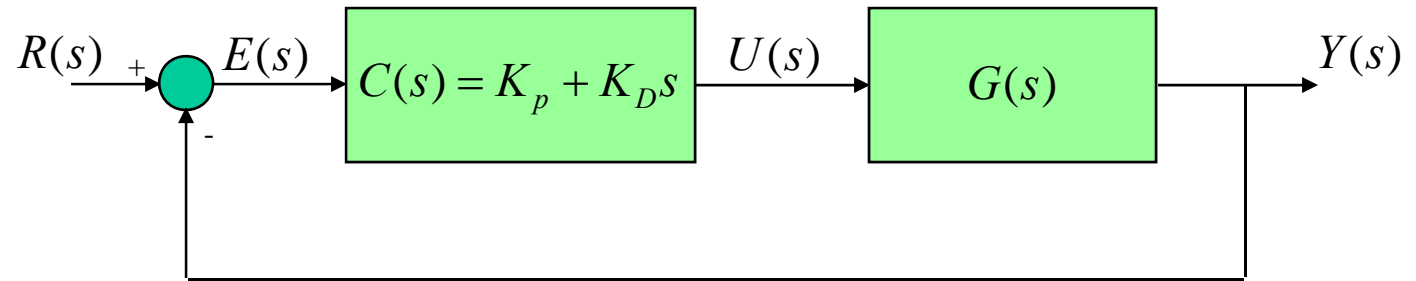 R(s) + E(s) C(s) = K_p + K_D s U(s) G(s) Y(s)
-